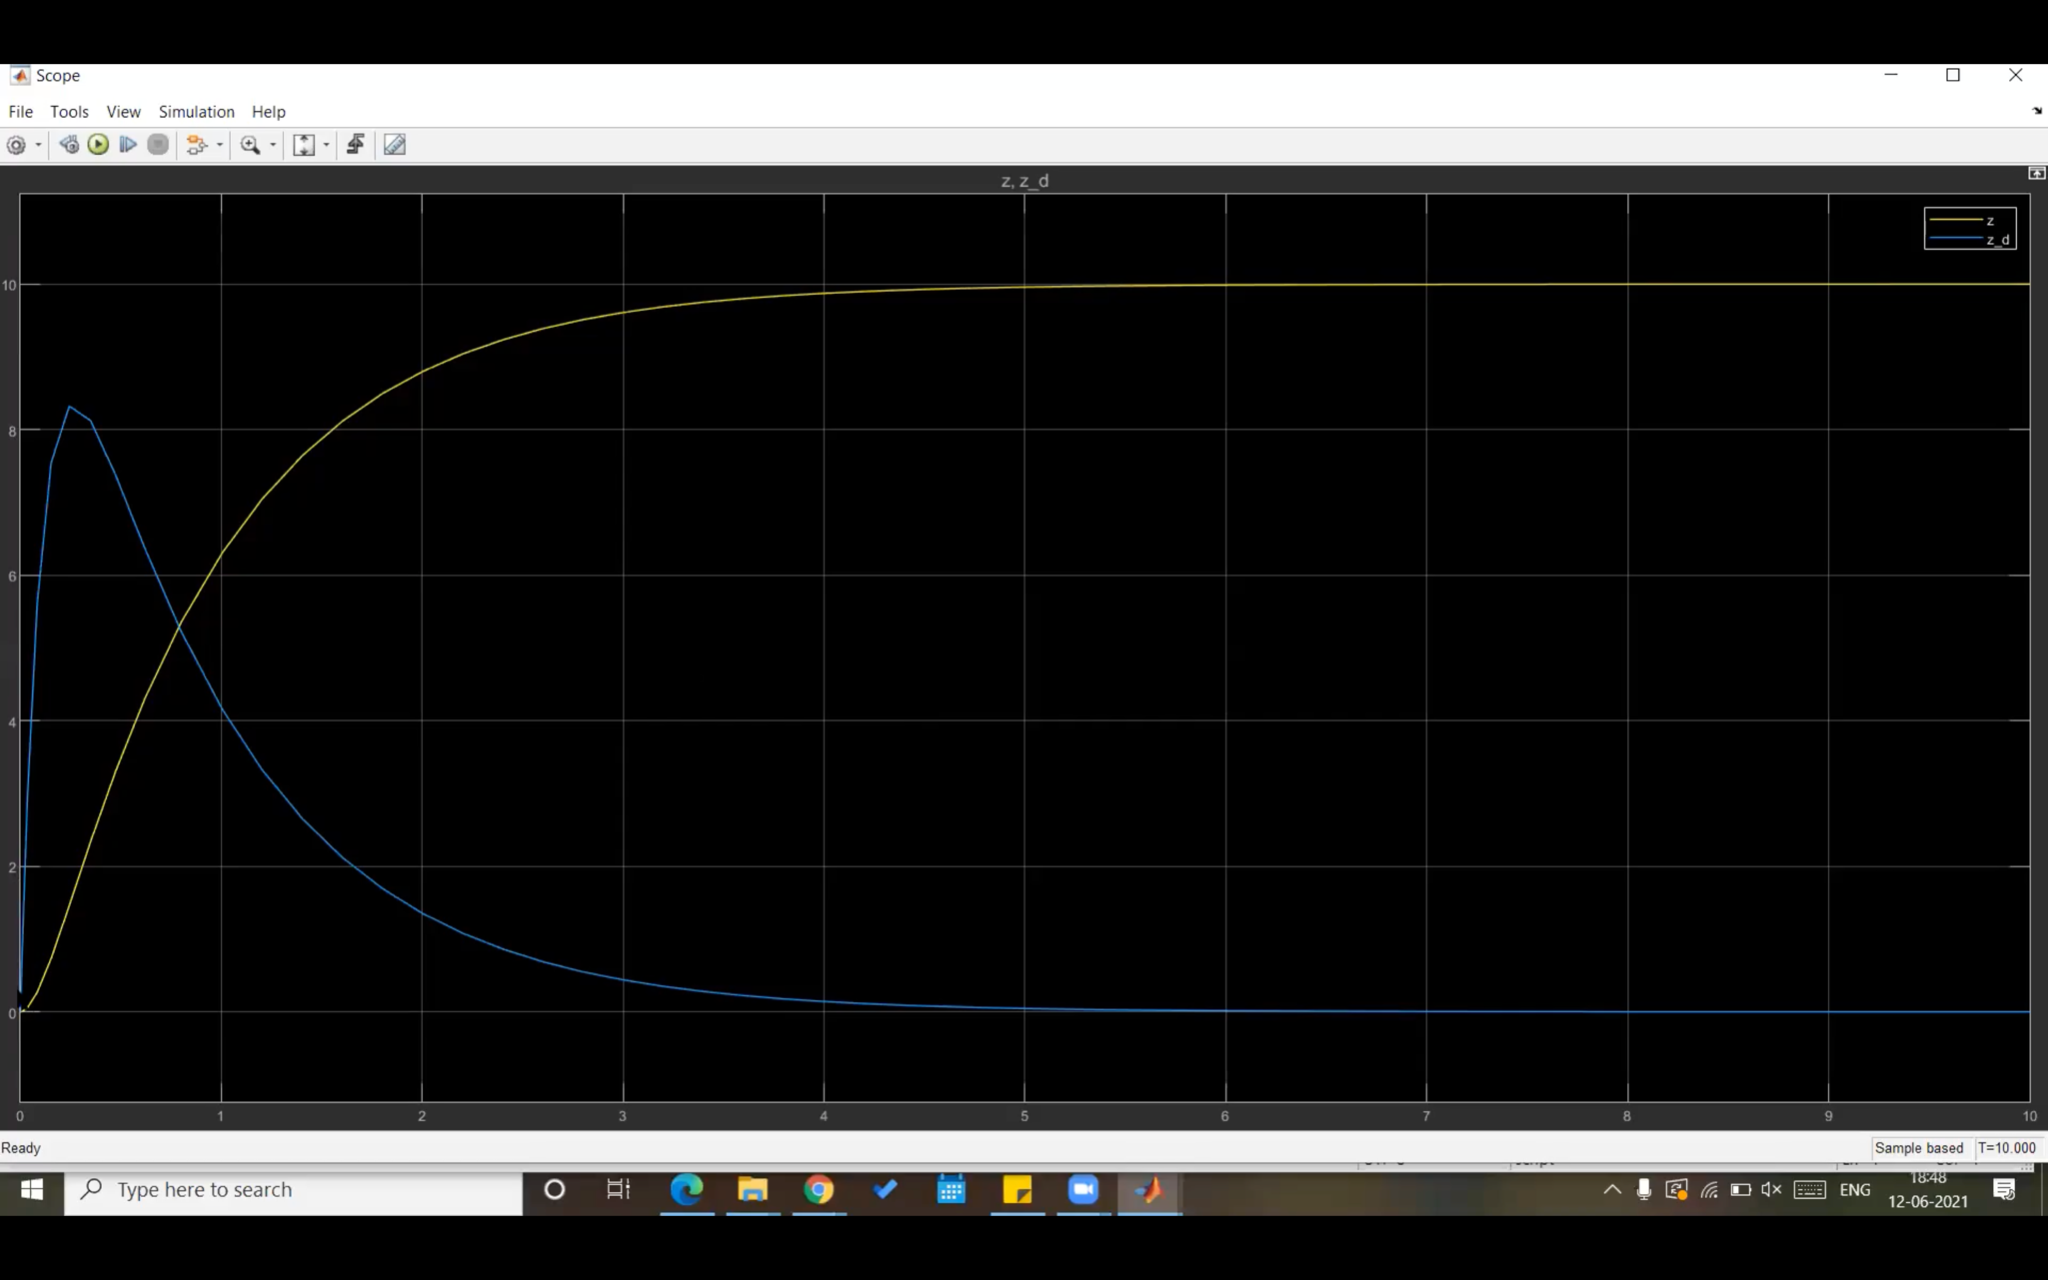 Scope
File Tools View Simulation Help
z, z_d
z
z_d
10
8
6
4
2
0
0 1 2 3 4 5 6 7 8 9 10
Ready
Sample based T=10.000
Type here to search
ENG
18:48
12-06-2021